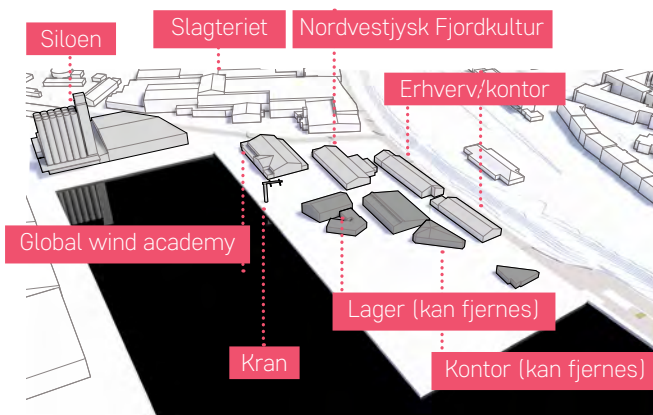 Siloen
Slagteriet
Nordvestjysk Fjordkultur
Erhverv/kontor
Global wind academy
Lager (kan fjernes)
Kran
Kontor (kan fjernes)